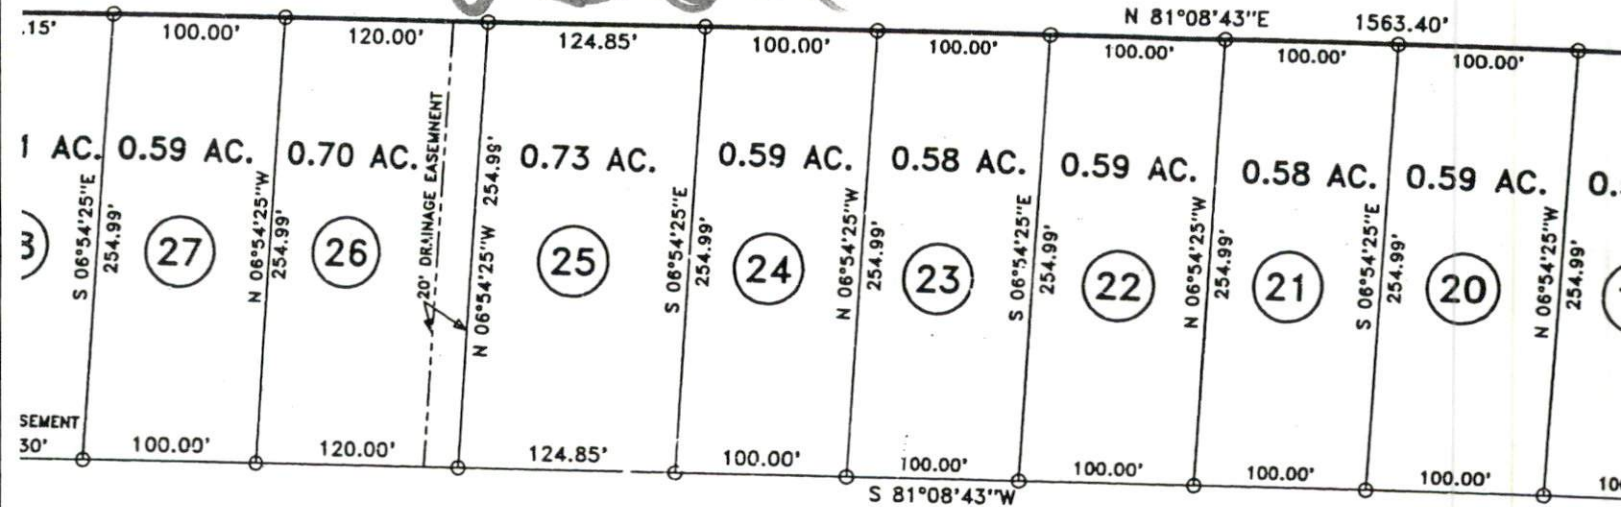 N 81°08'43"E 1563.40'
.15' 100.00' 120.00' 124.85' 100.00' 100.00' 100.00' 100.00' 100.00'
1 AC. 0.59 AC. 0.70 AC. 0.73 AC. 0.59 AC. 0.58 AC. 0.59 AC. 0.58 AC. 0.59 AC. 0.
S 06°54'25"E
254.99'
N 06°54'25"W
254.99'
20' DRAINAGE EASEMNENT
N 06°54'25"W 254.99'
S 06°54'25"E
254.99'
N 06°54'25"W
254.99'
S 06°54'25"E
254.99'
N 06°54'25"W
254.99'
S 06°54'25"E
254.99'
N 06°54'25"W
254.99'
27 26 25 24 23 22 21 20
SEMENT
30' 100.00' 120.00' 124.85' 100.00' 100.00' 100.00' 100.00' 100.00' 10
S 81°08'43"W